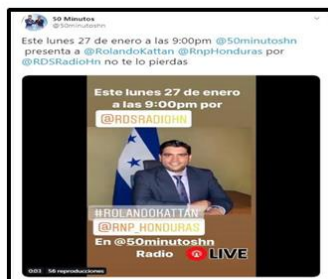 50 Minutos
@50minutoshn
Este lunes 27 de enero a las 9:00pm @50minutoshn
presenta a @RolandoKattan @RnpHonduras por
@RDSRadioHn no te lo pierdas
Este lunes 27 de enero
a las 9:00pm por
@RDSRADIOHN
#ROLANDOKATTAN
@RNP_HONDURAS
En @50minutoshn
Radio LIVE
0:03 56 reproducciones